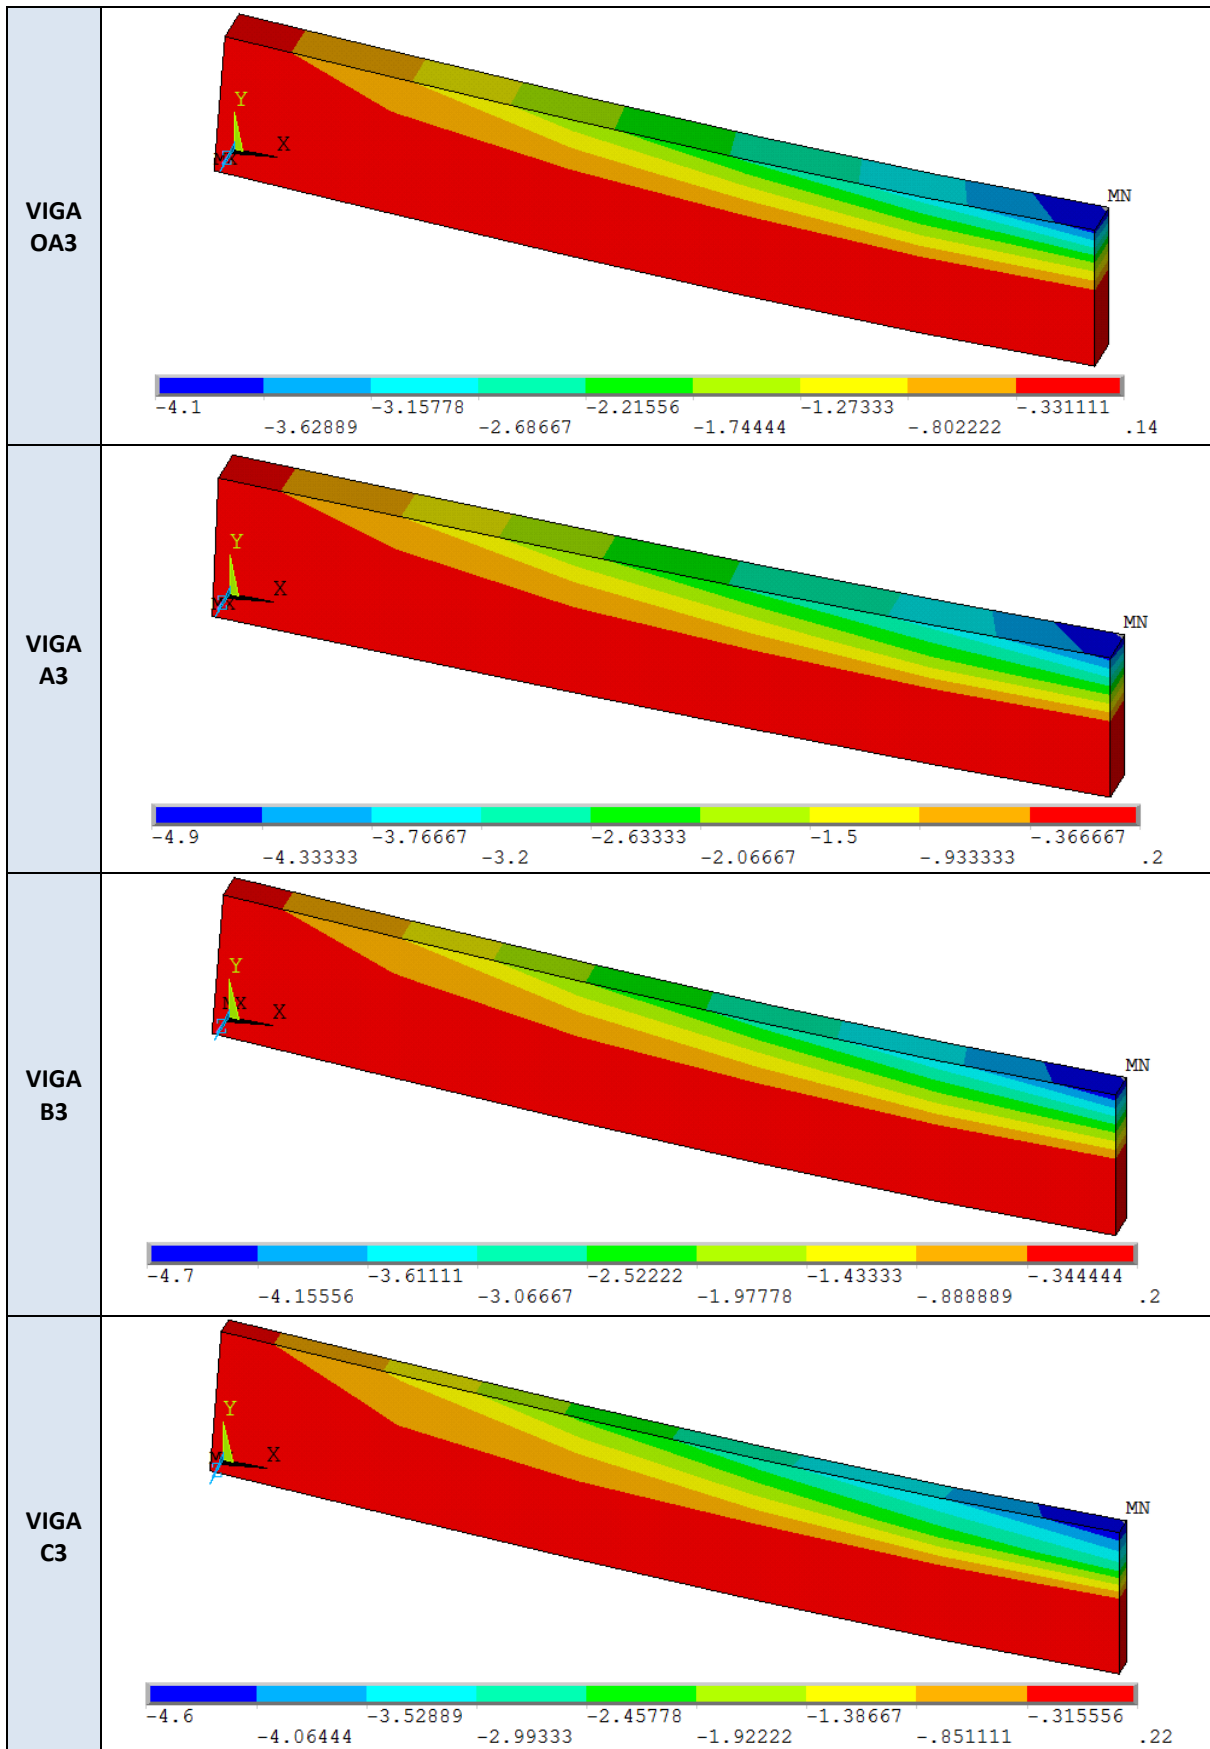 VIGA
OA3
Y
X
Z
MN
-4.1 -3.15778 -2.21556 -1.27333 -.331111
-3.62889 -2.68667 -1.74444 -.802222 .14
VIGA
A3
Y
X
Z
MN
-4.9 -3.76667 -2.63333 -1.5 -.366667
-4.33333 -3.2 -2.06667 -.933333 .2
VIGA
B3
Y
MX
X
Z
MN
-4.7 -3.61111 -2.52222 -1.43333 -.344444
-4.15556 -3.06667 -1.97778 -.888889 .2
VIGA
C3
Y
X
Z
MN
-4.6 -3.52889 -2.45778 -1.38667 -.315556
-4.06444 -2.99333 -1.92222 -.851111 .22